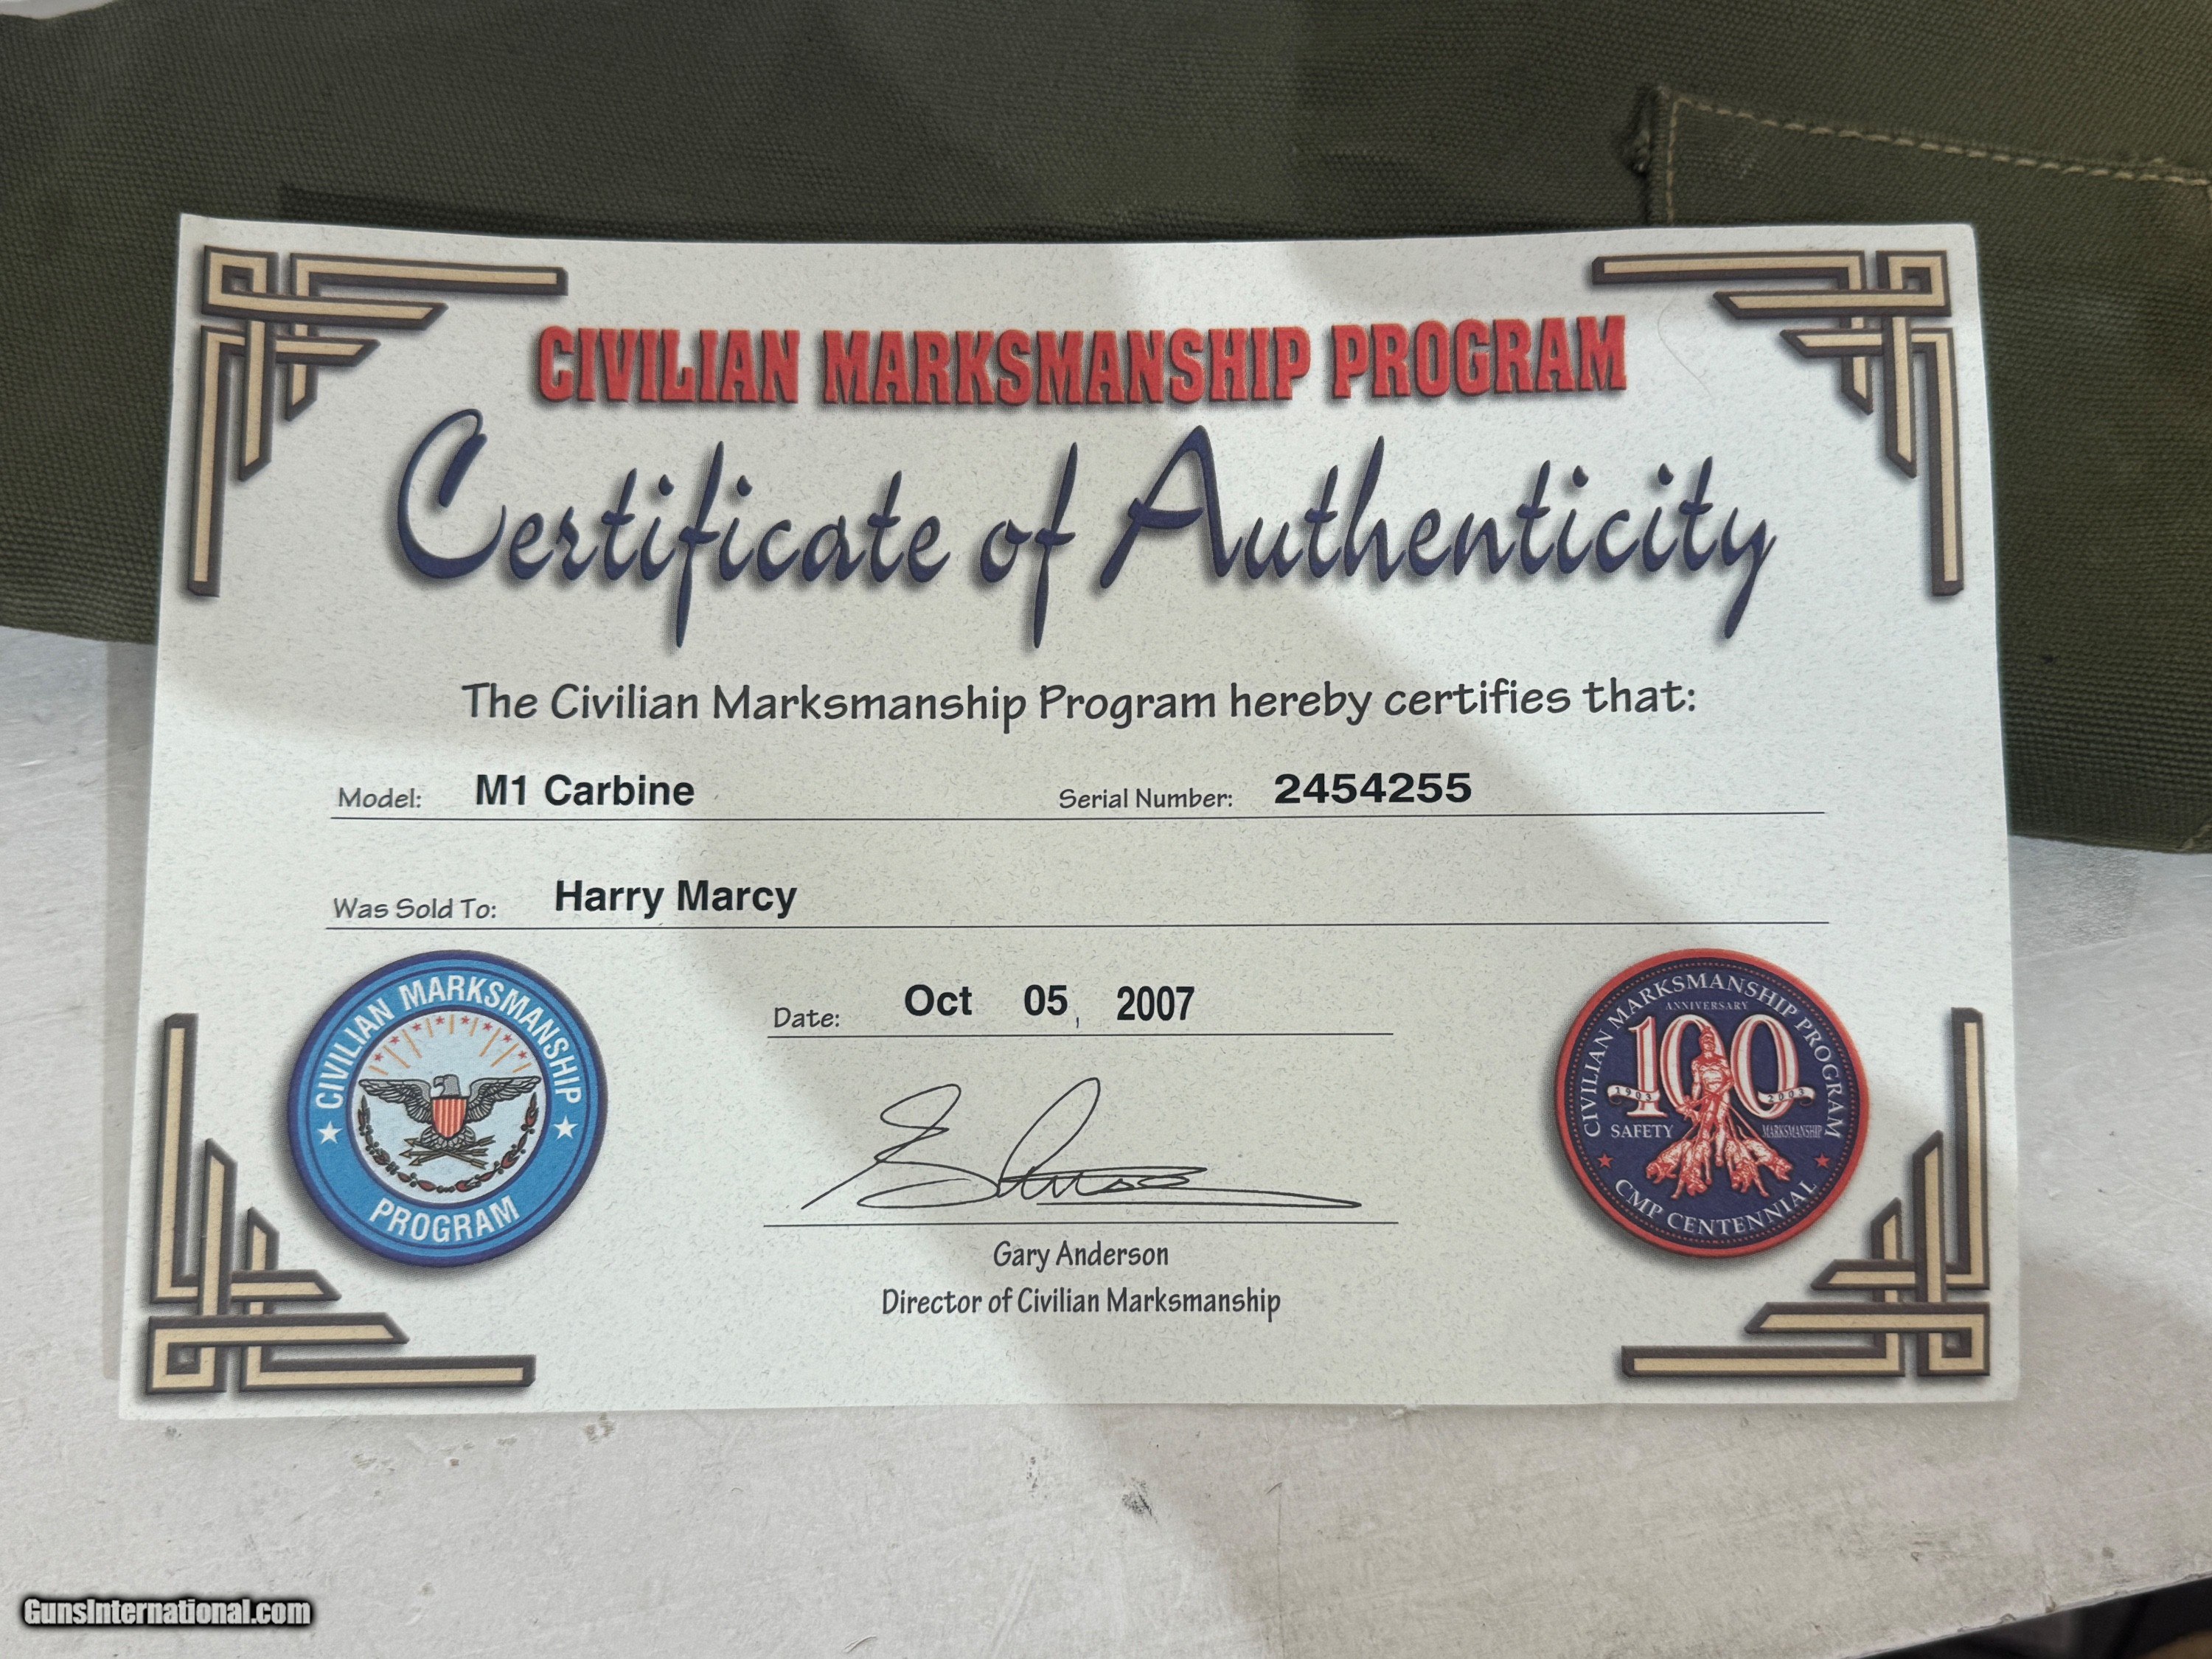 CIVILIAN MARKSMANSHIP PROGRAM
Certificate of Authenticity
The Civilian Marksmanship Program hereby certifies that:
Model: M1 Carbine Serial Number: 2454255
Was Sold To: Harry Marcy
Date: Oct 05, 2007
Gary Anderson
Director of Civilian Marksmanship
CIVILIAN MARKSMANSHIP
PROGRAM
CIVILIAN MARKSMANSHIP PROGRAM
ANNIVERSARY
100
1903 2003
SAFETY MARKSMANSHIP
CMP CENTENNIAL
GunsInternational.com